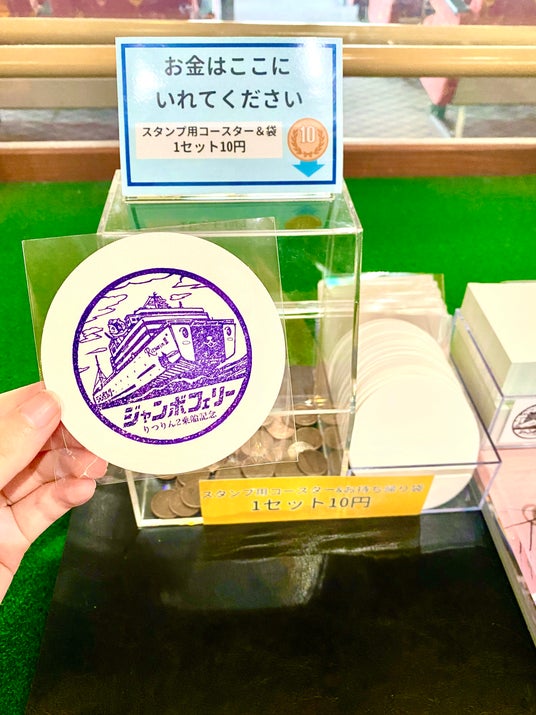 お金はここに
いれてください
スタンプ用コースター&袋
1セット10円
10
ジャンボフェリー
りつりん2乗船記念
スタンプ用コースター&お持ち帰り袋
1セット10円